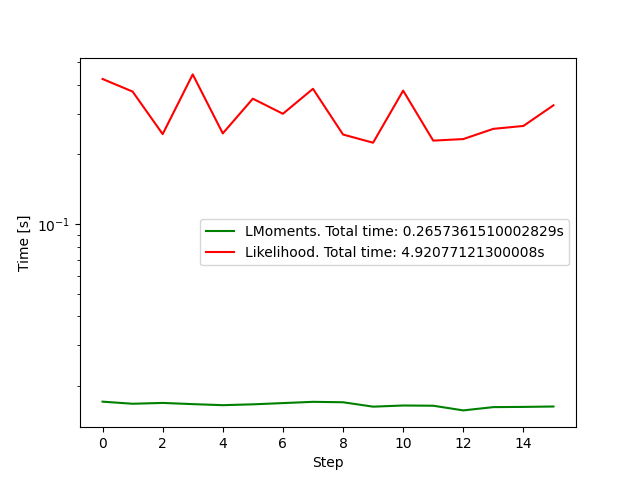 Time [s]
10⁻¹
LMoments. Total time: 0.2657361510002829s
Likelihood. Total time: 4.92077121300008s
0 2 4 6 8 10 12 14
Step